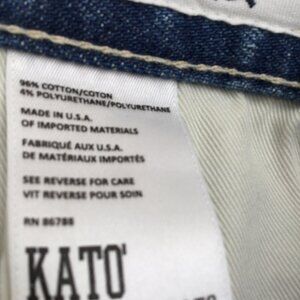 96% COTTON/COTON
4% POLYURETHANE/POLYURETHANE
MADE IN U.S.A.
OF IMPORTED MATERIALS
FABRIQUÉ AUX U.S.A.
DE MATÉRIAUX IMPORTÉS
SEE REVERSE FOR CARE
VIT REVERSE POUR SOIN
RN 86788
KATO'